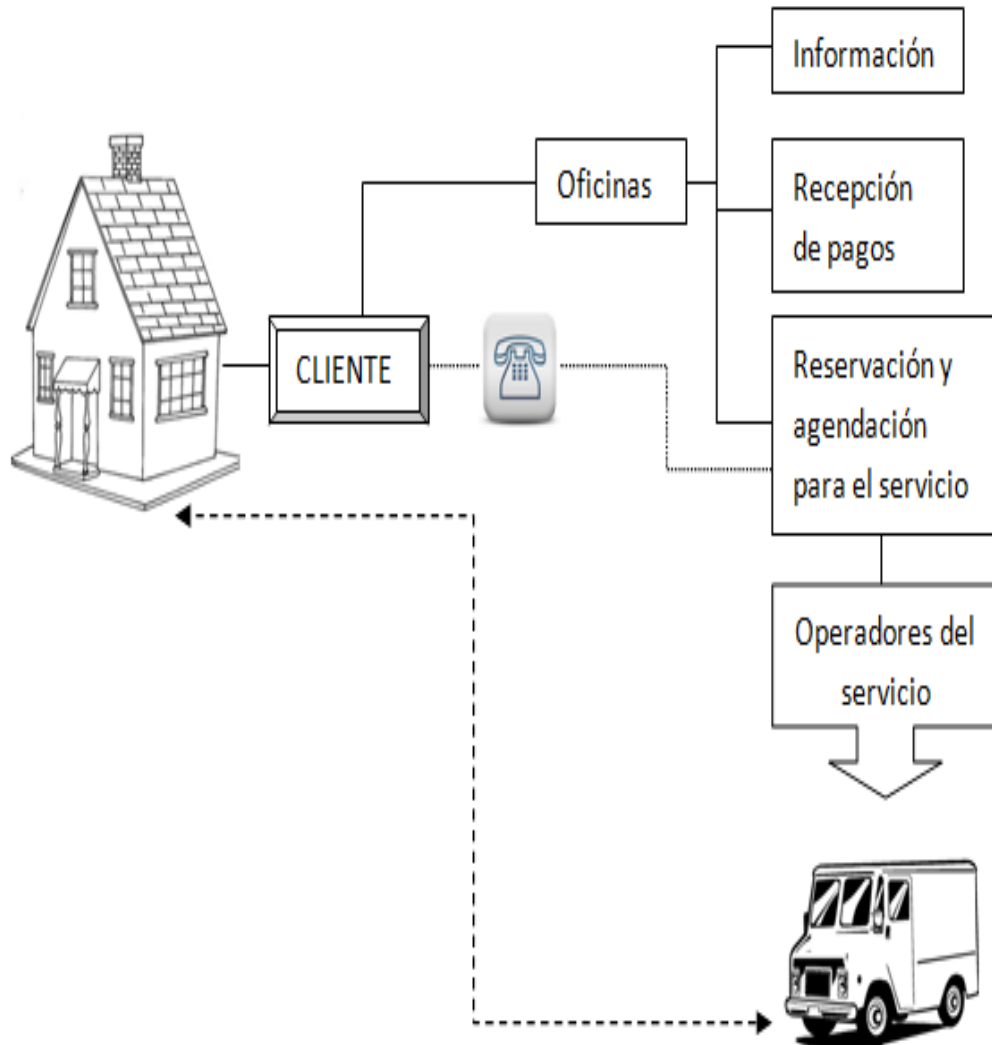 Información
Oficinas
Recepción
de pagos
CLIENTE
Reservación y
agendación
para el servicio
Operadores del
servicio